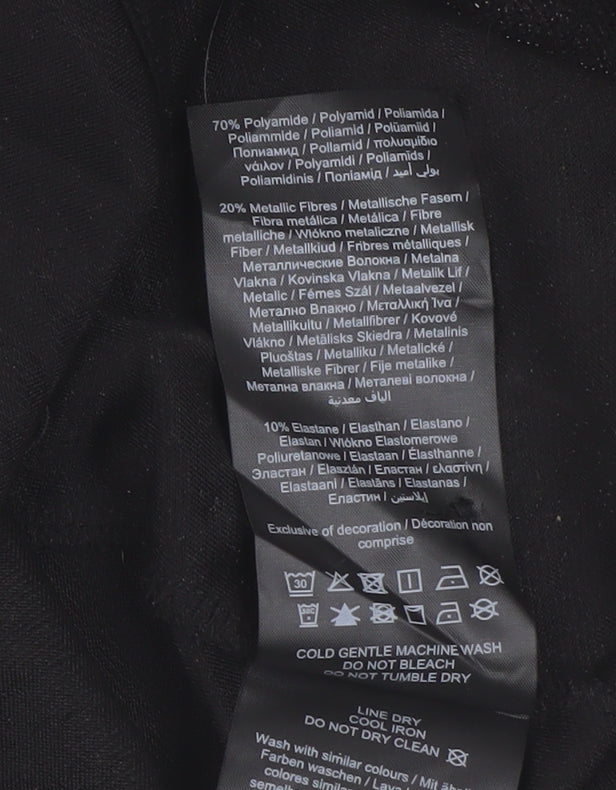 70% Polyamide / Polyamid / Poliamida /
Poliammide / Poliamid / Polüamiid /
Полиамид / Poliamid / πολυαμίδιο
νάιλον / Polyamidi / Poliamīds /
Poliamidinis / Поліамід / بولي أميد
20% Metallic Fibres / Metallische Fasern /
Fibra metálica / Metálica / Fibre
metalliche / Włókno metaliczne / Metallisk
Fiber / Metallkiud / Fribres métalliques /
Металлические Волокна / Metalna
Vlakna / Kovinska Vlakna / Metalik Lif /
Metalic / Fémes Szál / Metaalvezel /
Метално Влакно / Μεταλλική Ίνα /
Metallikultu / Metallfibrer / Kovové
Vlákno / Metālisks Skiedra / Metalinis
Pluoštas / Metalliku / Metalické /
Metalliske Fibrer / Fije metalike /
Метална влакна / Металеві волокна /
الياف معدنية
10% Elastane / Elasthan / Elastano /
Elastan / Włókno Elastomerowe
Poliuretanowe / Elastaan / Élasthanne /
Эластан / Elasztán / Еластан / ελαστίνη /
Elastaani / Elastāns / Elastanas /
Еластин / إيلاستين
Exclusive of decoration / Décoration non
comprise
30
30C
COLD GENTLE MACHINE WASH
DO NOT BLEACH
DO NOT TUMBLE DRY
LINE DRY
COOL IRON
DO NOT DRY CLEAN
Wash with similar colours / Mit
Farben waschen / Lava
colores similares